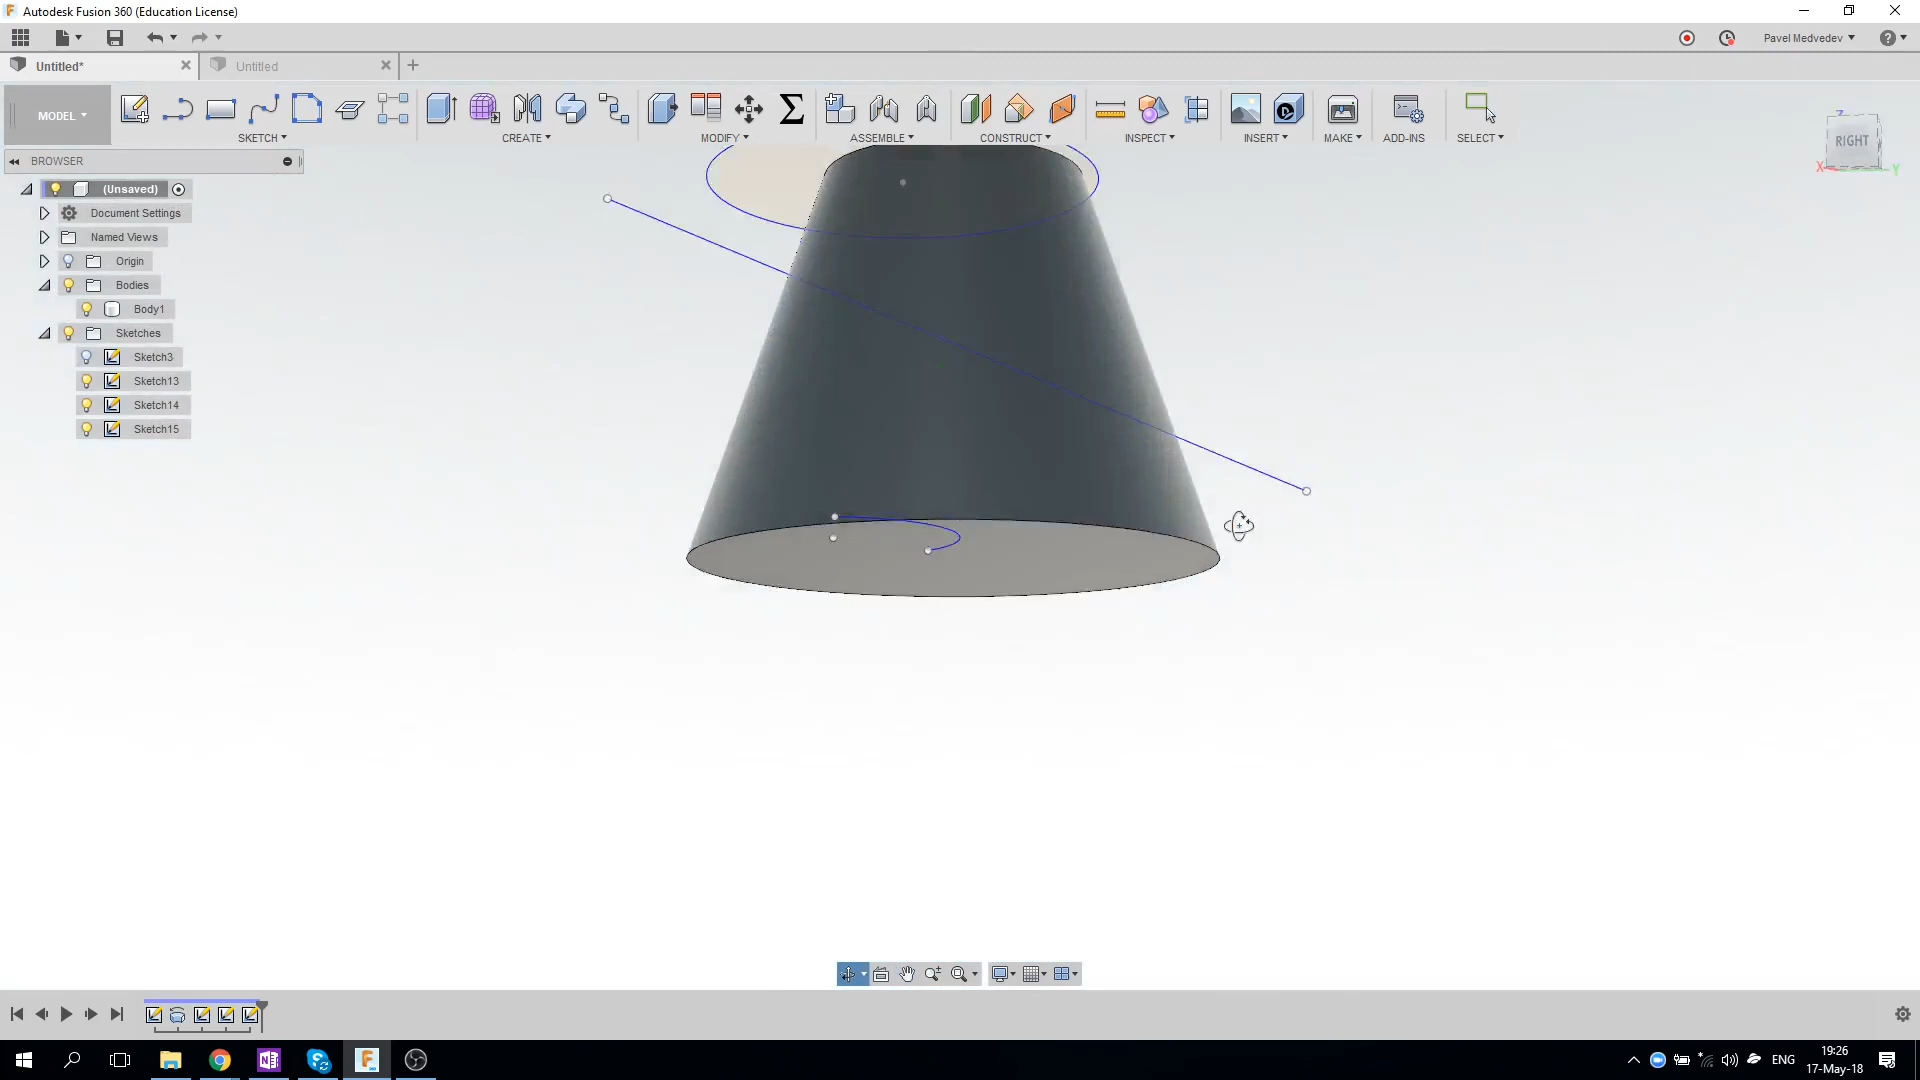 Autodesk Fusion 360 (Education License)
Pavel Medvedev
Untitled*
Untitled
MODEL
SKETCH
CREATE
MODIFY
ASSEMBLE
CONSTRUCT
INSPECT
INSERT
MAKE
ADD-INS
SELECT
BROWSER
(Unsaved)
Document Settings
Named Views
Origin
Bodies
Body1
Sketches
Sketch3
Sketch13
Sketch14
Sketch15
Z
RIGHT
X
Y
ENG
19:26
17-May-18